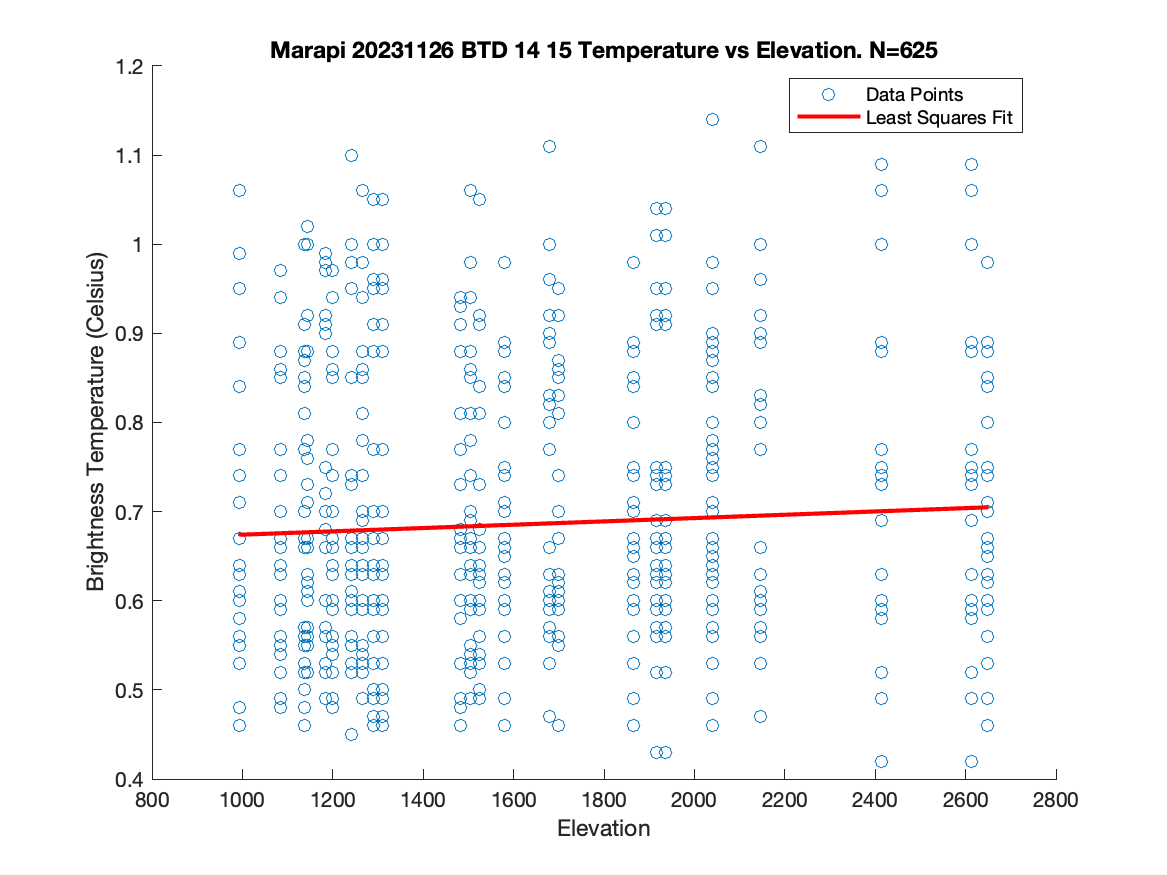 Marapi 20231126 BTD 14 15 Temperature vs Elevation. N=625
Data Points
Least Squares Fit
Brightness Temperature (Celsius)
1.2
1.1
1
0.9
0.8
0.7
0.6
0.5
0.4
800 1000 1200 1400 1600 1800 2000 2200 2400 2600 2800
Elevation